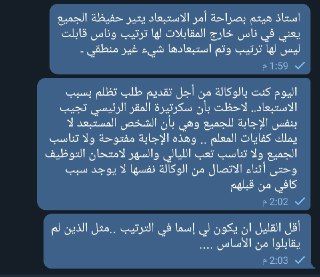 استاذ هيثم بصراحة أمر الاستبعاد يثير حفيظة الجميع
يعني في ناس خارج المقابلات لها ترتيب وناس قابلت
ليس لها ترتيب وتم استبعادها شيء غير منطقي ..
1:59 م
اليوم كنت بالوكالة من أجل تقديم طلب تظلم بسبب
الاستبعاد.. لاحظت بأن سكرتيرة المقر الرئيسي تجيب
بنفس الإجابة للجميع وهي بأن الشخص المستبعد لا
يملك كفايات المعلم .. وهذه الإجابة مفتوحة ولا تناسب
الجميع ولا تناسب تعب الليالي والسهر لامتحان التوظيف
وحتى أثناء الاتصال من الوكالة نفسها لا يوجد سبب
كافي من قبلهم
2:02 م
أقل القليل ان يكون لي إسما في الترتيب ..مثل الذين لم
يقابلوا من الأساس ....
2:03 م